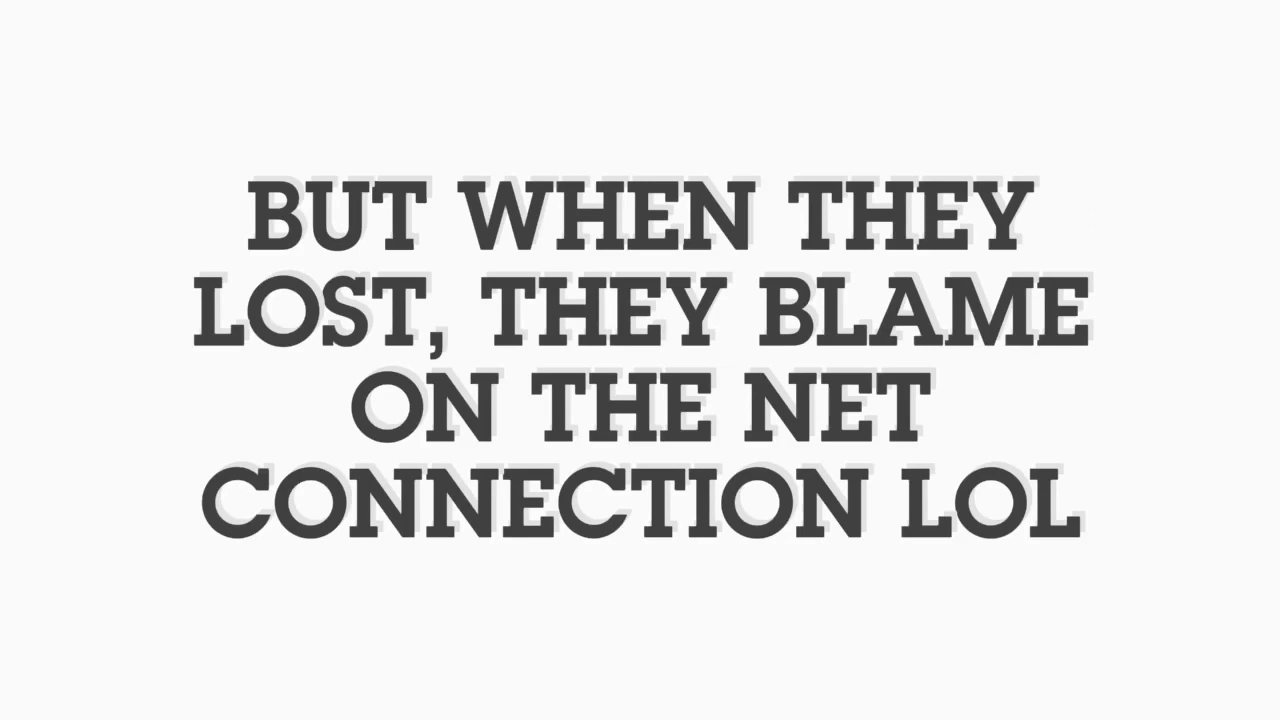 BUT WHEN THEY
LOST, THEY BLAME
ON THE NET
CONNECTION LOL